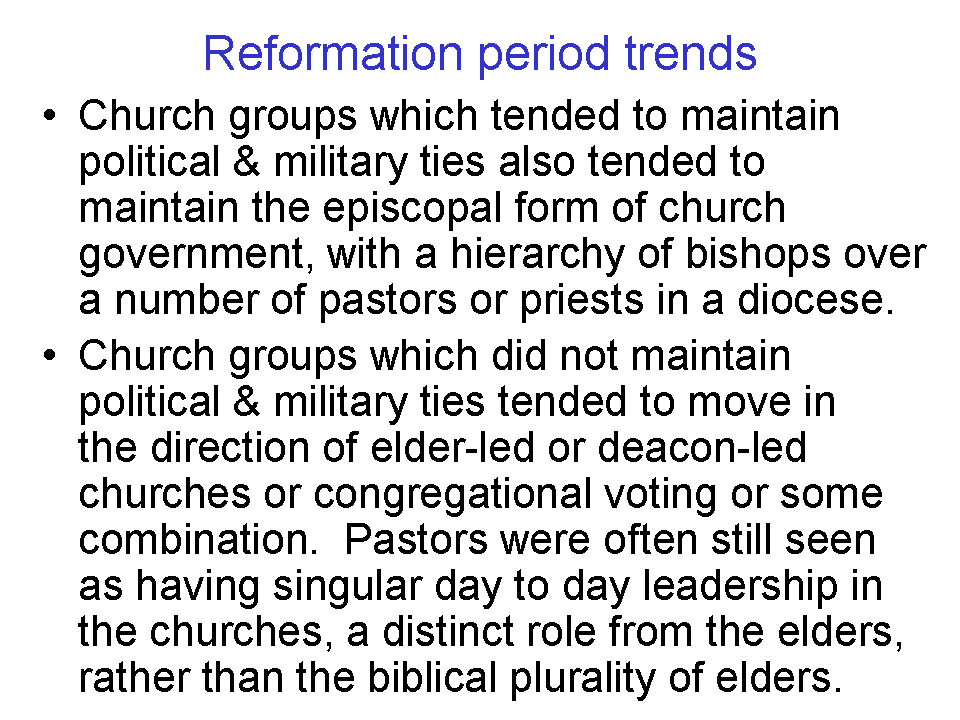 Reformation period trends
• Church groups which tended to maintain
political & military ties also tended to
maintain the episcopal form of church
government, with a hierarchy of bishops over
a number of pastors or priests in a diocese.
• Church groups which did not maintain
political & military ties tended to move in
the direction of elder-led or deacon-led
churches or congregational voting or some
combination.  Pastors were often still seen
as having singular day to day leadership in
the churches, a distinct role from the elders,
rather than the biblical plurality of elders.